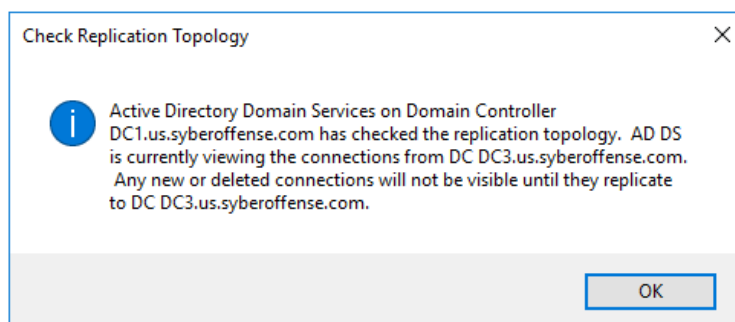 Check Replication Topology
Active Directory Domain Services on Domain Controller
DC1.us.syberoffense.com has checked the replication topology.  AD DS
is currently viewing the connections from DC DC3.us.syberoffense.com.
Any new or deleted connections will not be visible until they replicate
to DC DC3.us.syberoffense.com.
OK